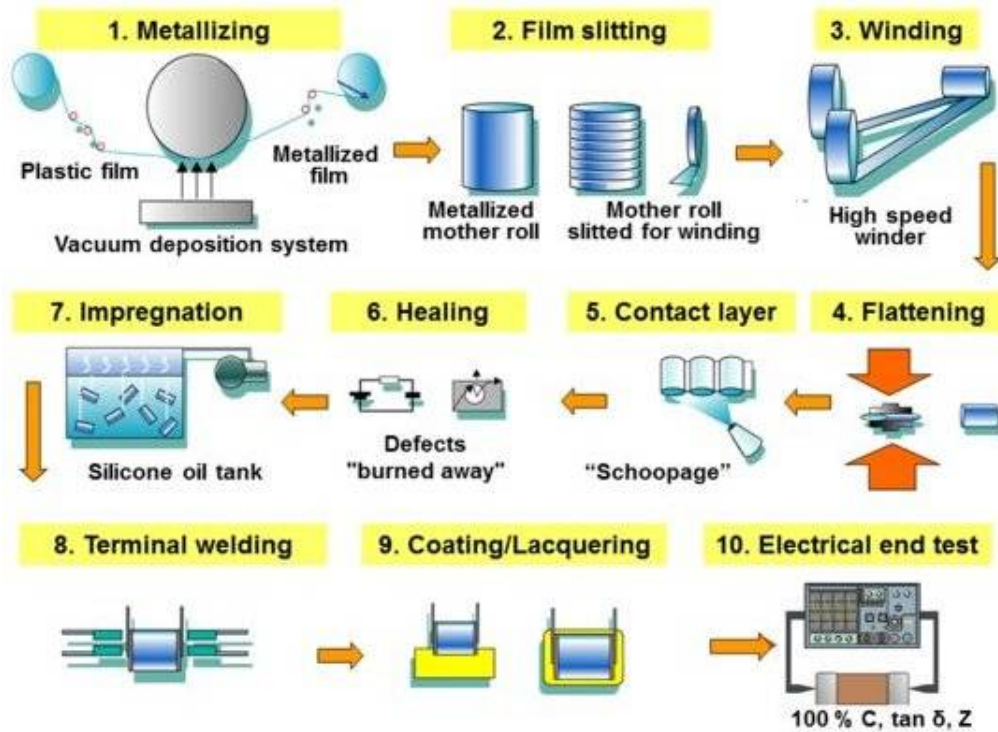 1. Metallizing
2. Film slitting
3. Winding
Plastic film
Metallized
film
Vacuum deposition system
Metallized
mother roll
Mother roll
slitted for winding
High speed
winder
4. Flattening
5. Contact layer
“Schoopage”
6. Healing
Defects
"burned away"
7. Impregnation
Silicone oil tank
8. Terminal welding
9. Coating/Lacquering
10. Electrical end test
100 % C, tan δ, Z